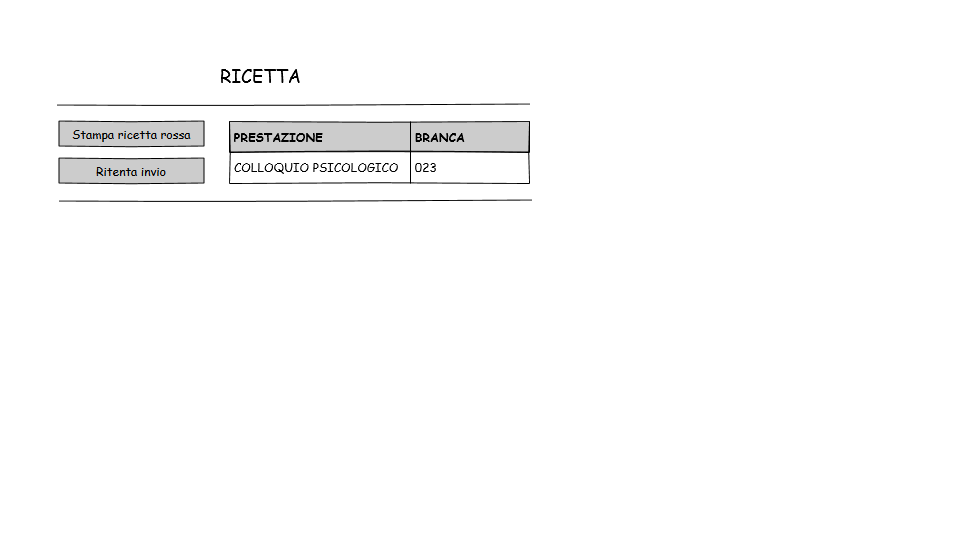 RICETTA
Stampa ricetta rossa
Ritenta invio
PRESTAZIONE BRANCA
COLLOQUIO PSICOLOGICO 023